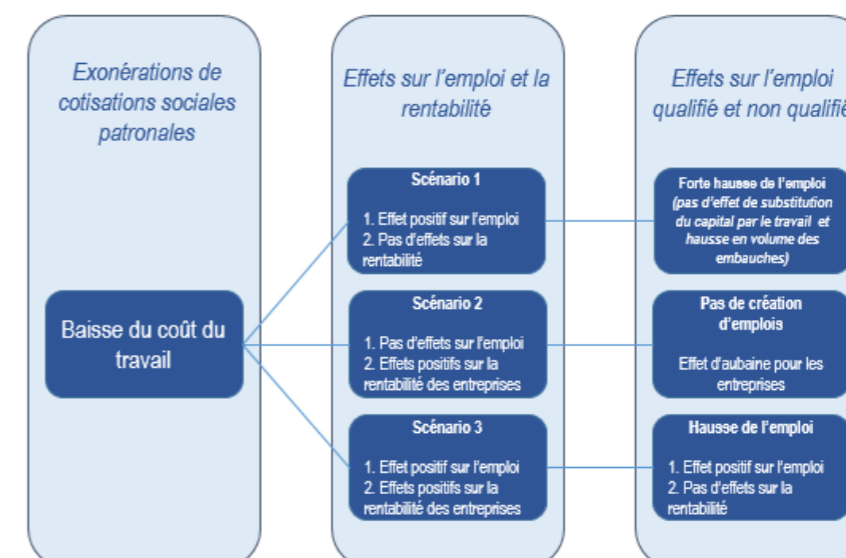 Exonérations de
cotisations sociales
patronales
Baisse du coût du
travail
Effets sur l'emploi et la
rentabilité
Scénario 1
1. Effet positif sur l'emploi
2. Pas d'effets sur la
rentabilité
Scénario 2
1. Pas d'effets sur l'emploi
2. Effets positifs sur la
rentabilité des entreprises
Scénario 3
1. Effet positif sur l'emploi
2. Effets positifs sur la
rentabilité des entreprises
Effets sur l'emploi
qualifié et non qualifié
Forte hausse de l'emploi
(pas d'effet de substitution
du capital par le travail et
hausse en volume des
embauches)
Pas de création
d'emplois
Effet d'aubaine pour les
entreprises
Hausse de l'emploi
1. Effet positif sur l'emploi
2. Pas d'effets sur la
rentabilité